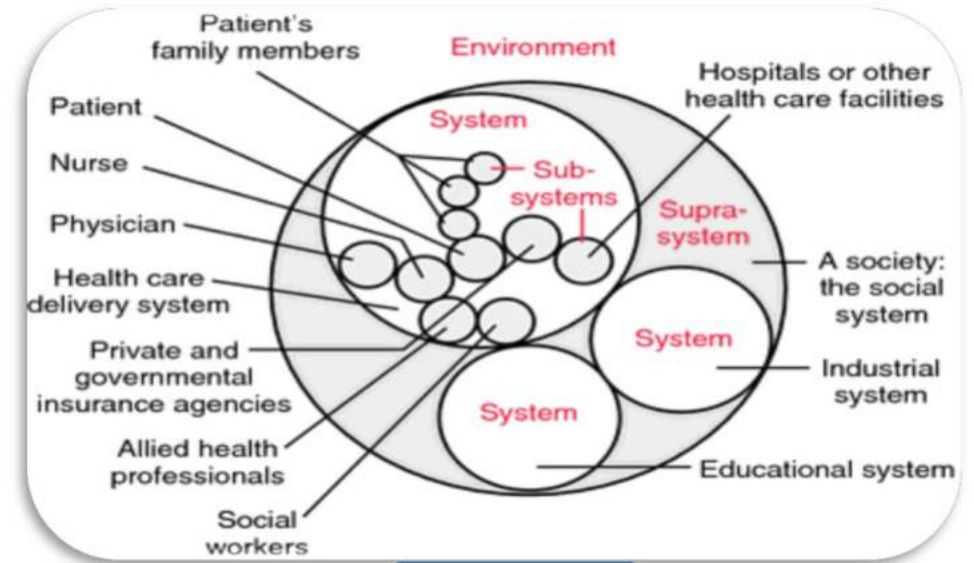 Patient's
family members
Environment
Hospitals or other
health care facilities
Patient
System
Nurse
Sub-
systems
Physician
Supra-
system
Health care
delivery system
A society:
the social
system
Private and
governmental
insurance agencies
System
Industrial
system
System
Allied health
professionals
Educational system
Social
workers